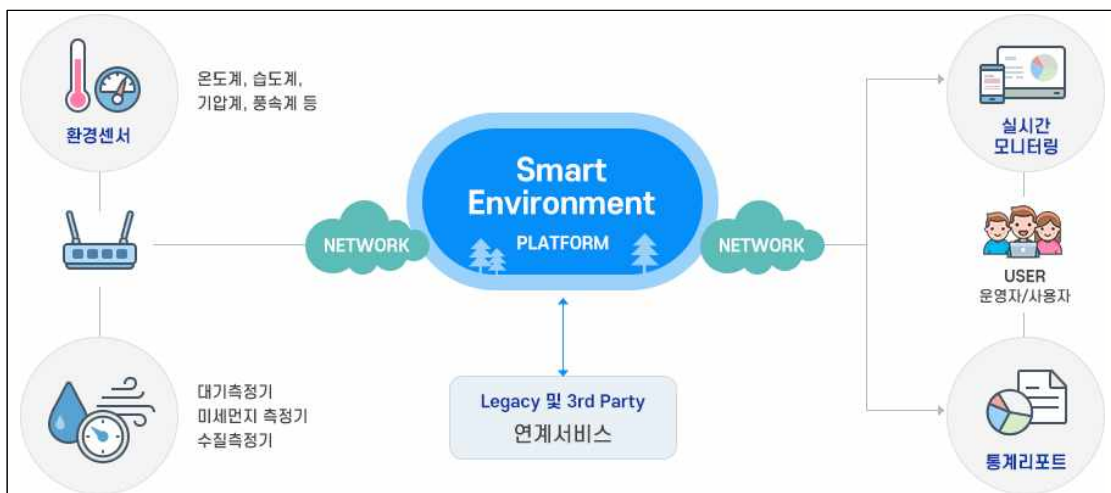 온도계, 습도계,
기압계, 풍속계 등
환경센서
NETWORK
대기측정기
미세먼지 측정기
수질측정기
Smart
Environment
PLATFORM
Legacy 및 3rd Party
연계서비스
NETWORK
실시간
모니터링
USER
운영자/사용자
통계리포트